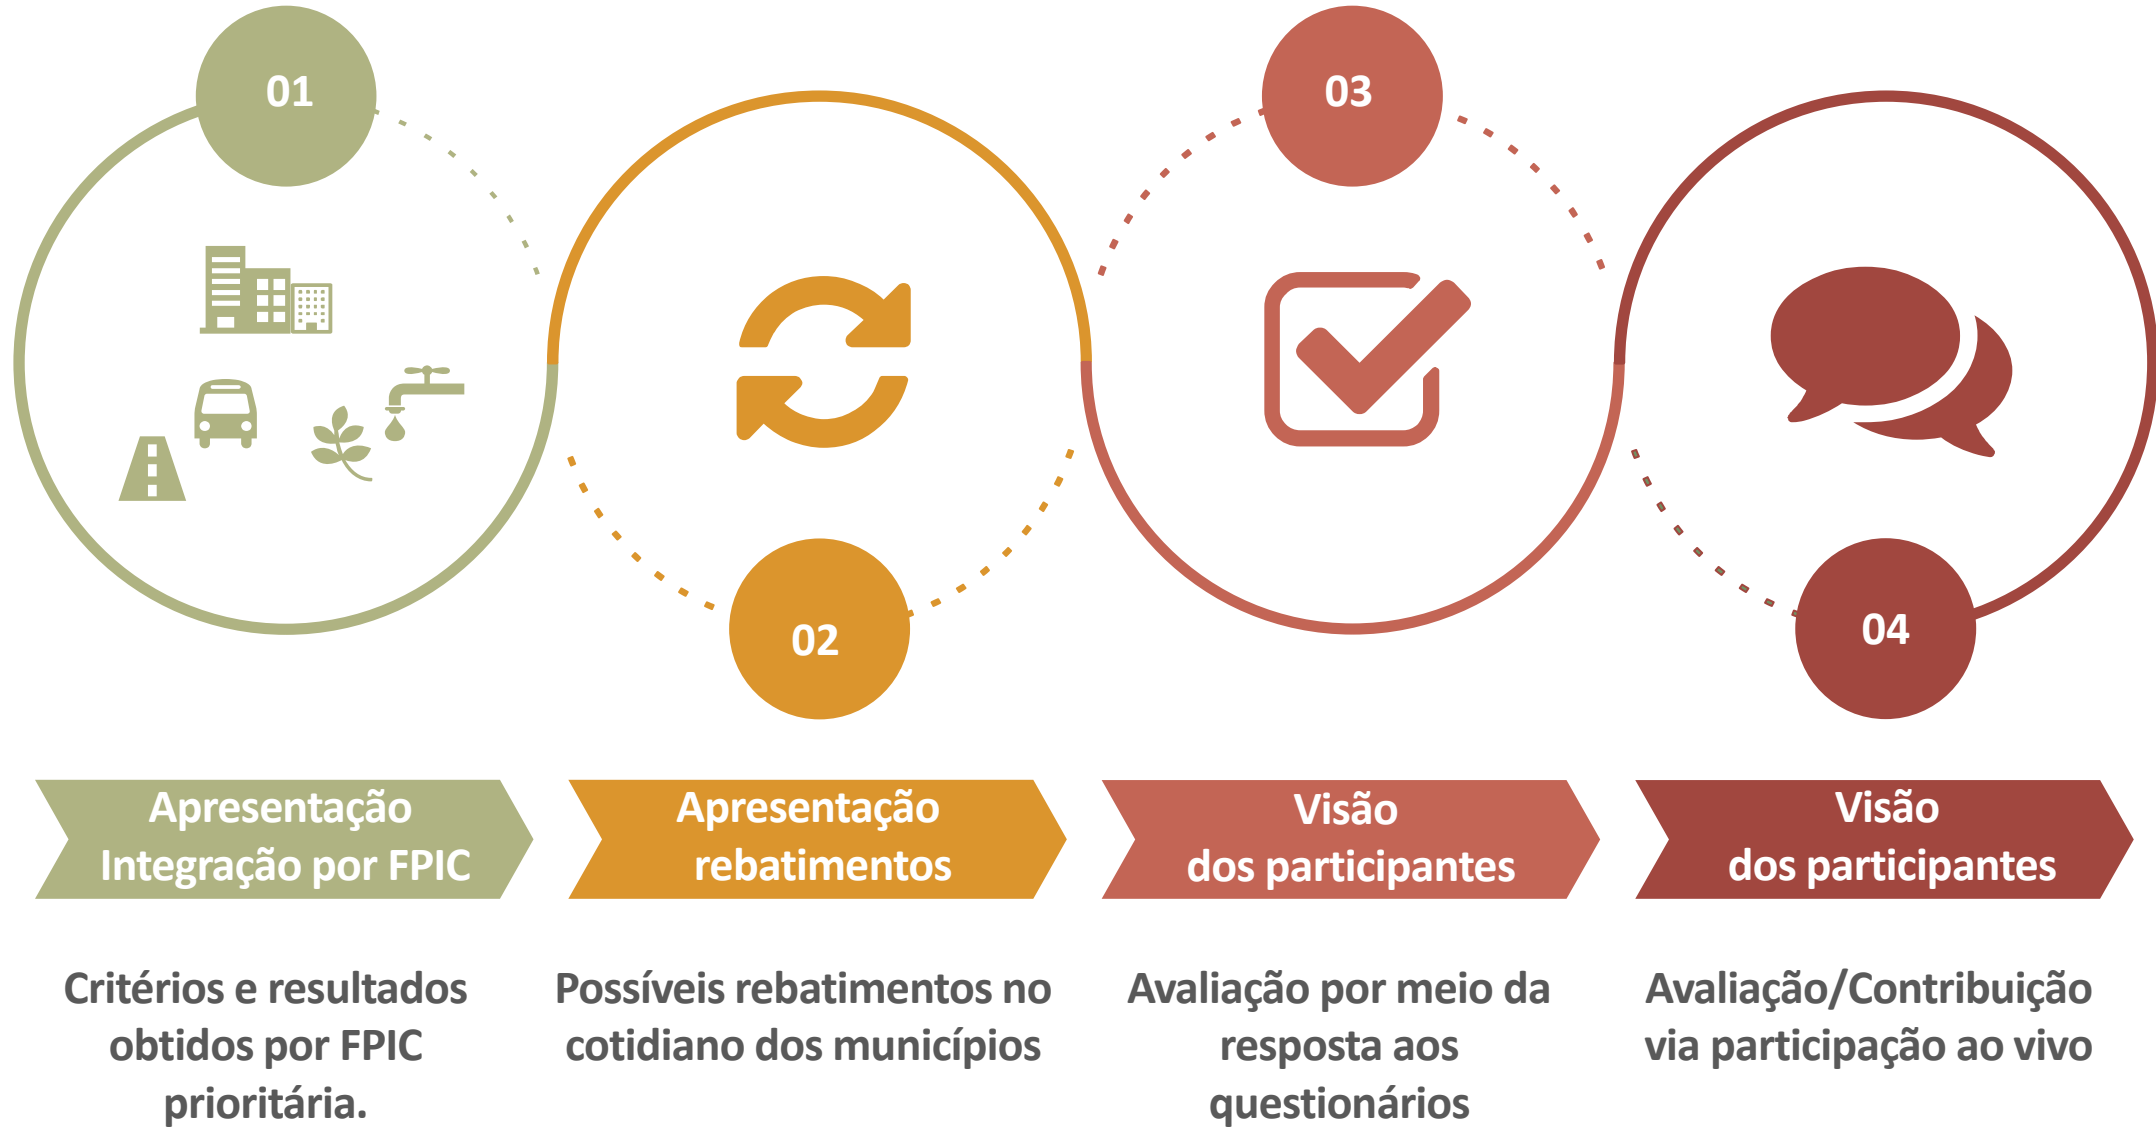 01
02
03
04
Apresentação
Integração por FPIC
Apresentação
rebatimentos
Visão
dos participantes
Visão
dos participantes
Critérios e resultados
obtidos por FPIC
prioritária.
Possíveis rebatimentos no
cotidiano dos municípios
Avaliação por meio da
resposta aos
questionários
Avaliação/Contribuição
via participação ao vivo